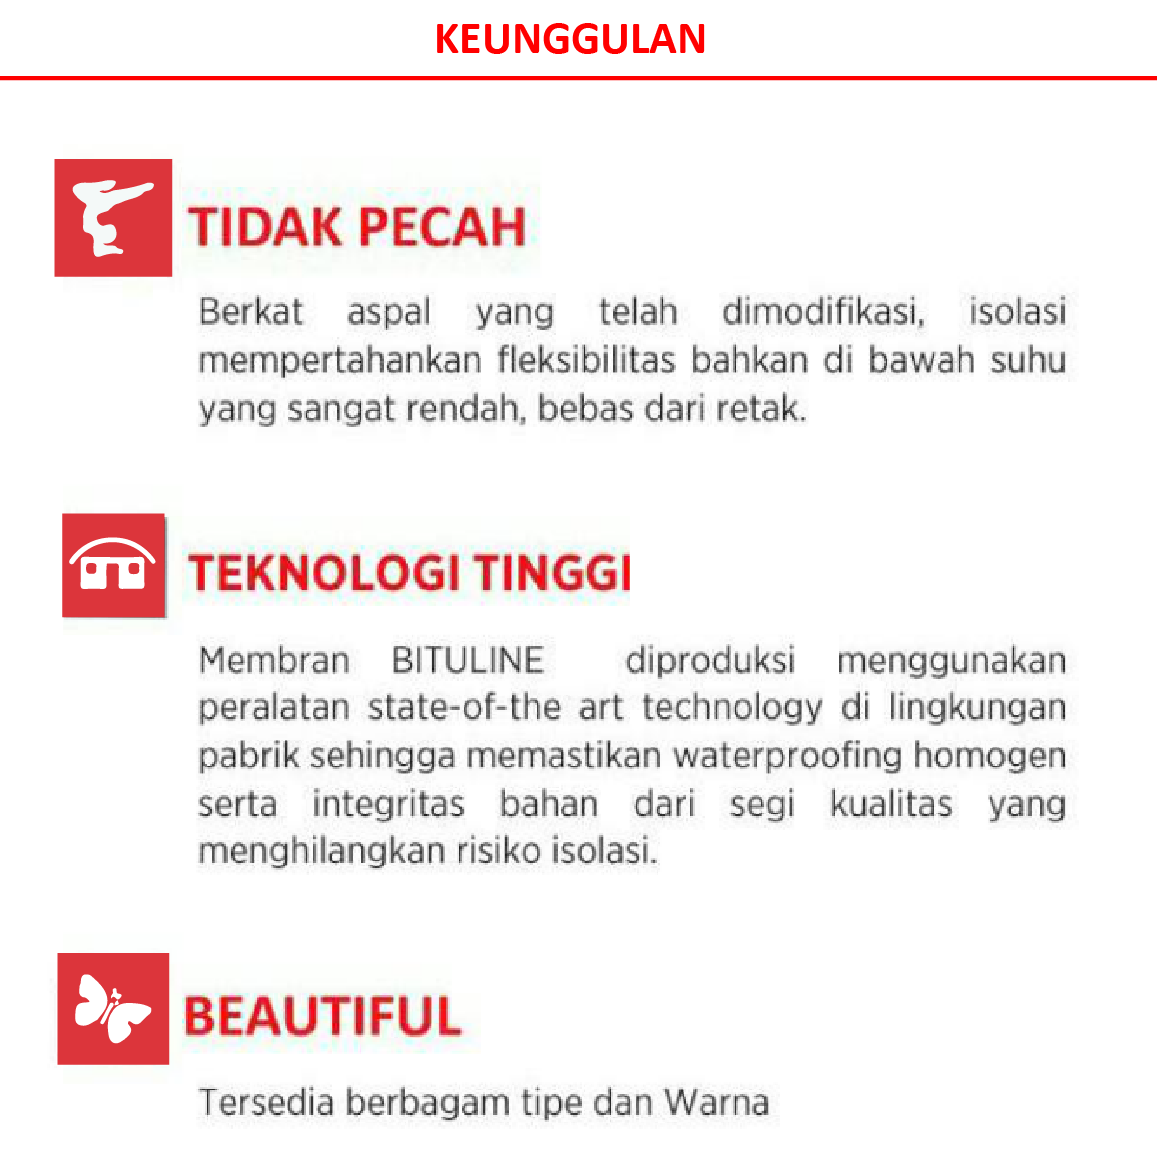 KEUNGGULAN
TIDAK PECAH
Berkat aspal yang telah dimodifikasi, isolasi
mempertahankan fleksibilitas bahkan di bawah suhu
yang sangat rendah, bebas dari retak.
TEKNOLOGI TINGGI
Membran BITULINE diproduksi menggunakan
peralatan state-of-the art technology di lingkungan
pabrik sehingga memastikan waterproofing homogen
serta integritas bahan dari segi kualitas yang
menghilangkan risiko isolasi.
BEAUTIFUL
Tersedia berbagam tipe dan Warna